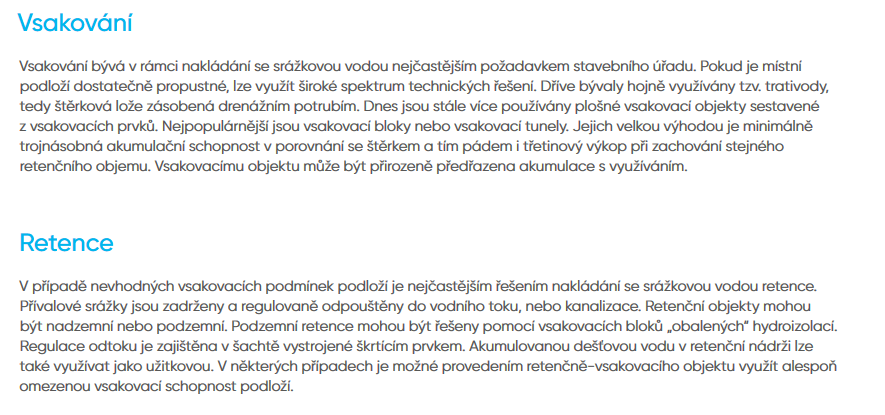 Vsakování
Vsakování bývá v rámci nakládání se srážkovou vodou nejčastějším požadavkem stavebního úřadu. Pokud je místní
podloží dostatečně propustné, lze využít široké spektrum technických řešení. Dříve bývaly hojně využívány tzv. trativody,
tedy štěrková lože zásobená drenážním potrubím. Dnes jsou stále více používány plošné vsakovací objekty sestavené
z vsakovacích prvků. Nejpopulárnější jsou vsakovací bloky nebo vsakovací tunely. Jejich velkou výhodou je minimálně
trojnásobná akumulační schopnost v porovnání se štěrkem a tím pádem i třetinový výkop při zachování stejného
retenčního objemu. Vsakovacímu objektu může být přirozeně předřazena akumulace s využíváním.
Retence
V případě nevhodných vsakovacích podmínek podloží je nejčastějším řešením nakládání se srážkovou vodou retence.
Přívalové srážky jsou zadrženy a regulovaně odpouštěny do vodního toku, nebo kanalizace. Retenční objekty mohou
být nadzemní nebo podzemní. Podzemní retence mohou být řešeny pomocí vsakovacích bloků „obalených“ hydroizolací.
Regulace odtoku je zajištěna v šachtě vystrojené škrtícím prvkem. Akumulovanou dešťovou vodu v retenční nádrži lze
také využívat jako užitkovou. V některých případech je možné provedením retenčně-vsakovacího objektu využít alespoň
omezenou vsakovací schopnost podloží.